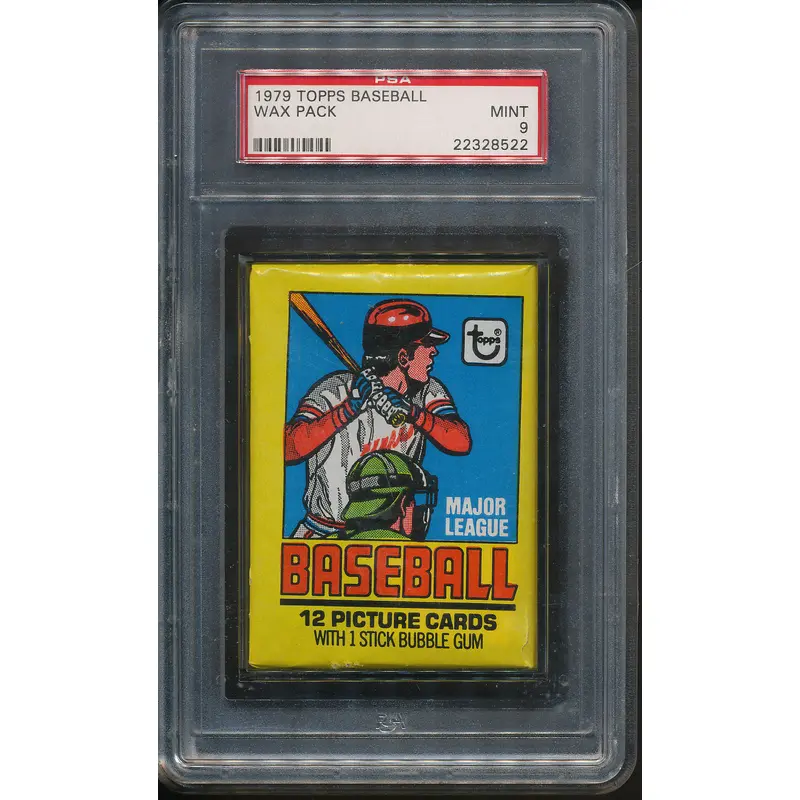 PSA
1979 TOPPS BASEBALL
WAX PACK
MINT
9
22328522
topps®
MAJOR
LEAGUE
BASEBALL
12 PICTURE CARDS
WITH 1 STICK BUBBLE GUM
PSA